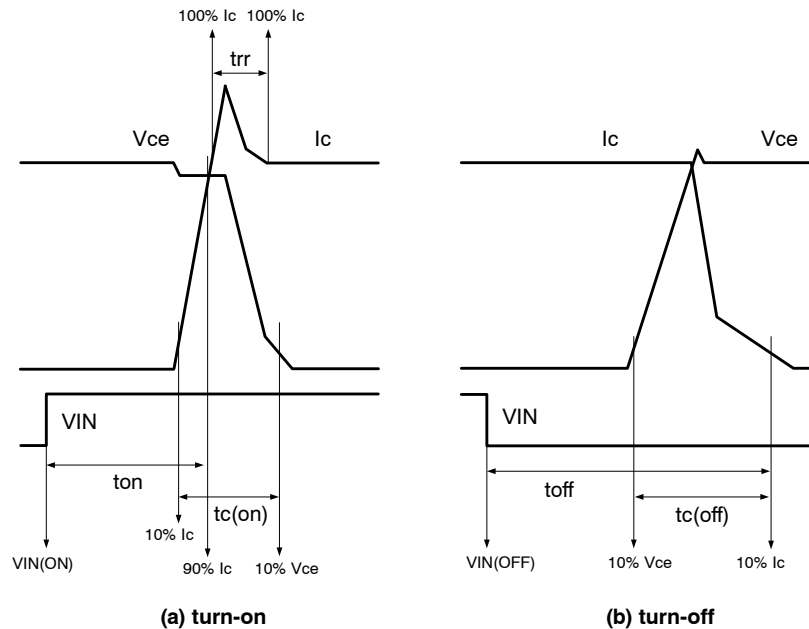 100% Ic 100% Ic
trr
Vce Ic
VIN
ton
tc(on)
10% Ic
VIN(ON)
90% Ic 10% Vce
(a) turn-on
Ic Vce
VIN
toff
tc(off)
VIN(OFF) 10% Vce 10% Ic
(b) turn-off